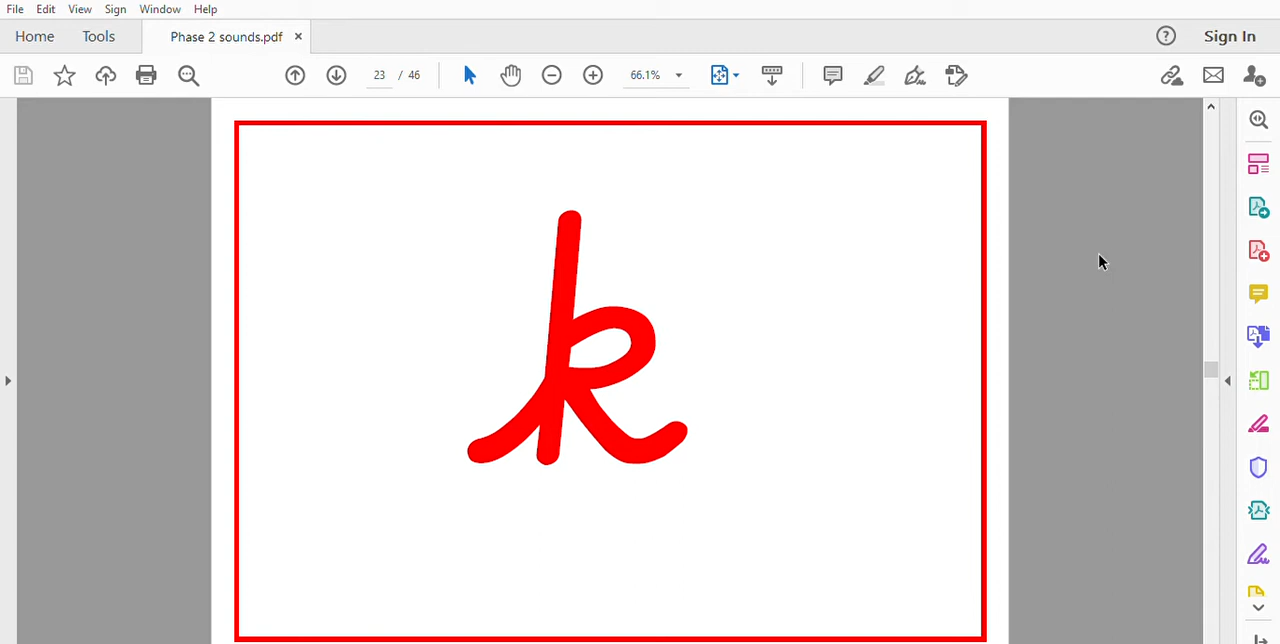 File Edit View Sign Window Help
Home Tools Phase 2 sounds.pdf × ? Sign In
23 / 46 66.1%
k